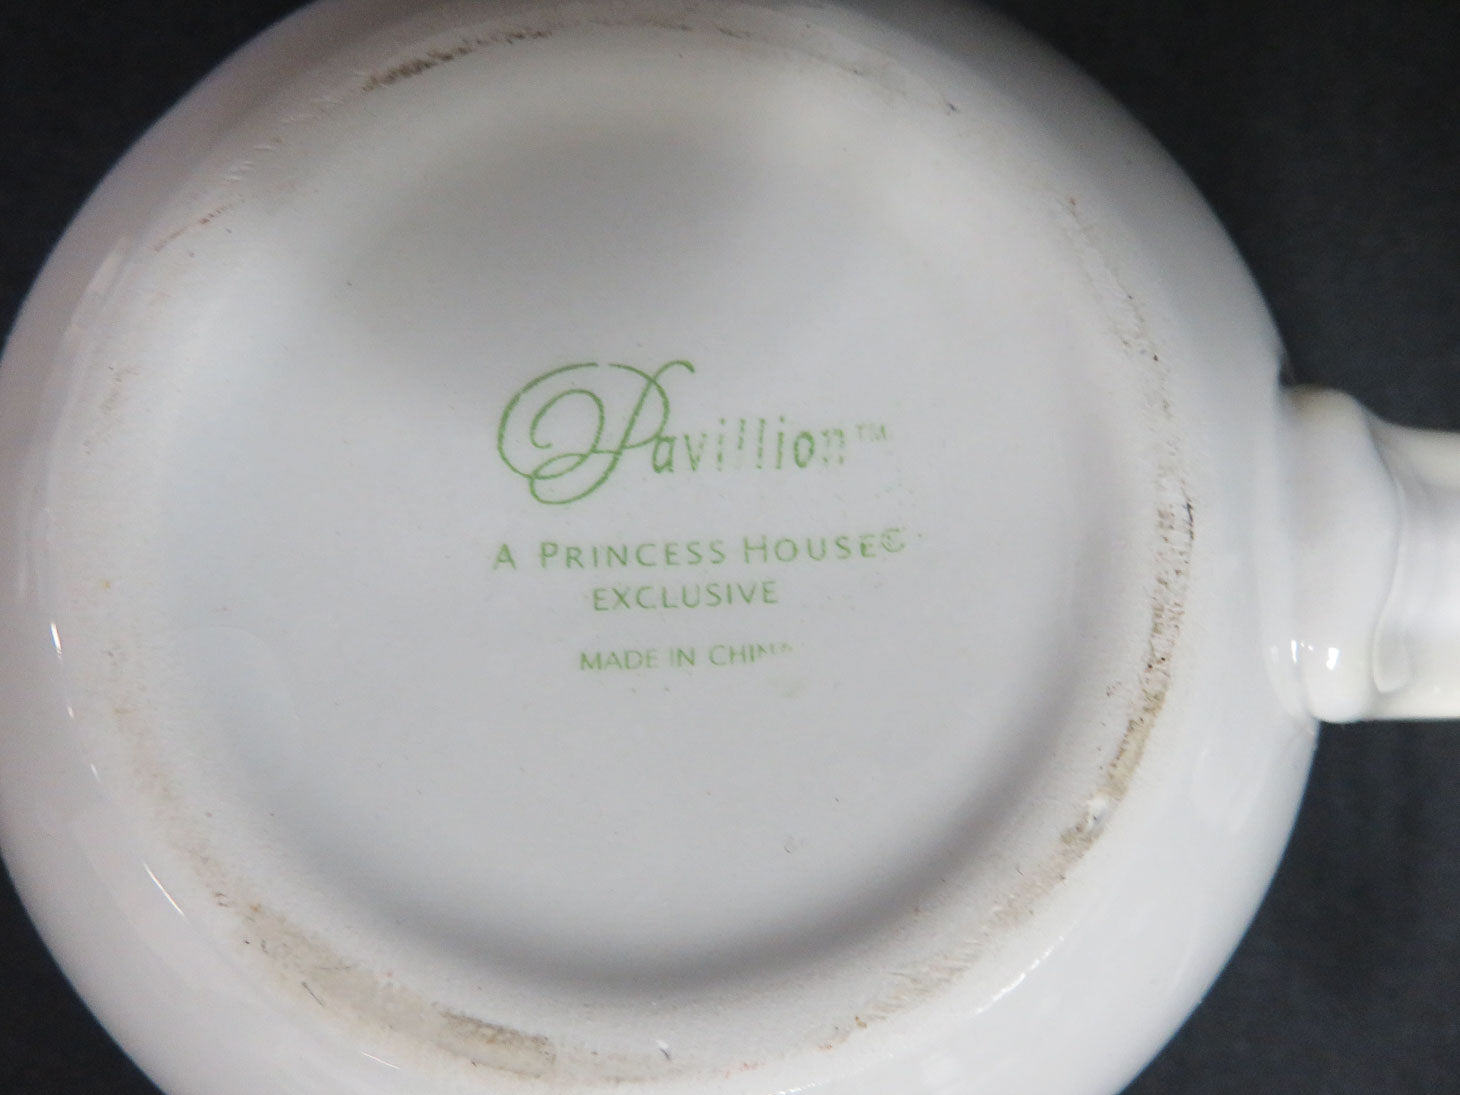 Pavillion™
A PRINCESS HOUSE©
EXCLUSIVE
MADE IN CHINA